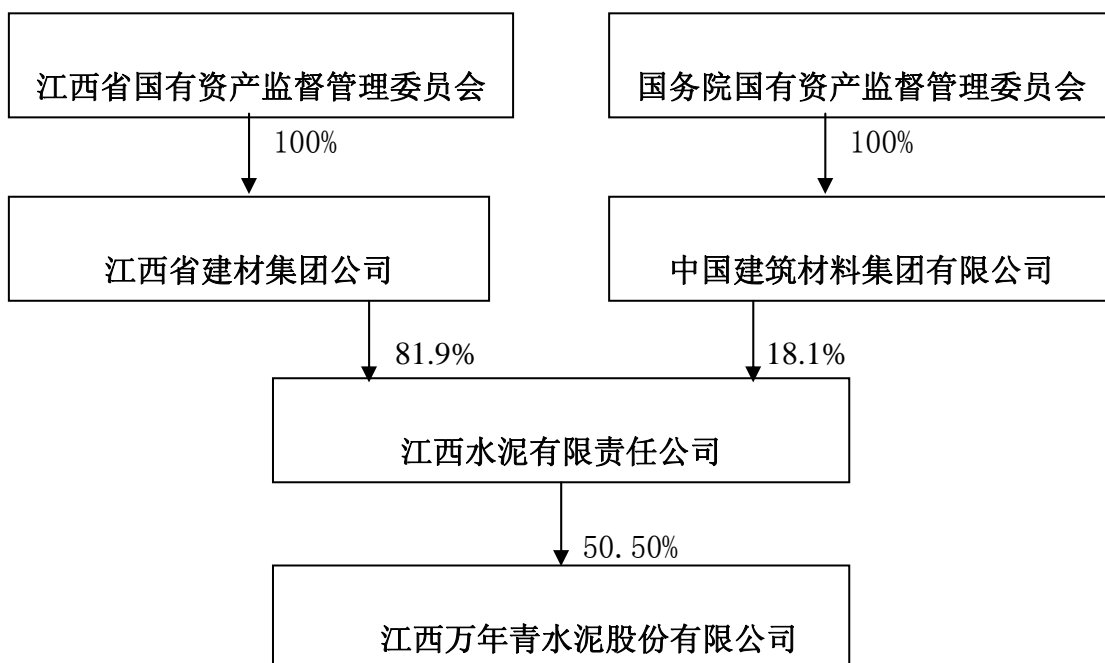 江西省国有资产监督管理委员会
国务院国有资产监督管理委员会
100%
100%
江西省建材集团公司
中国建筑材料集团有限公司
81.9%
18.1%
江西水泥有限责任公司
50.50%
江西万年青水泥股份有限公司